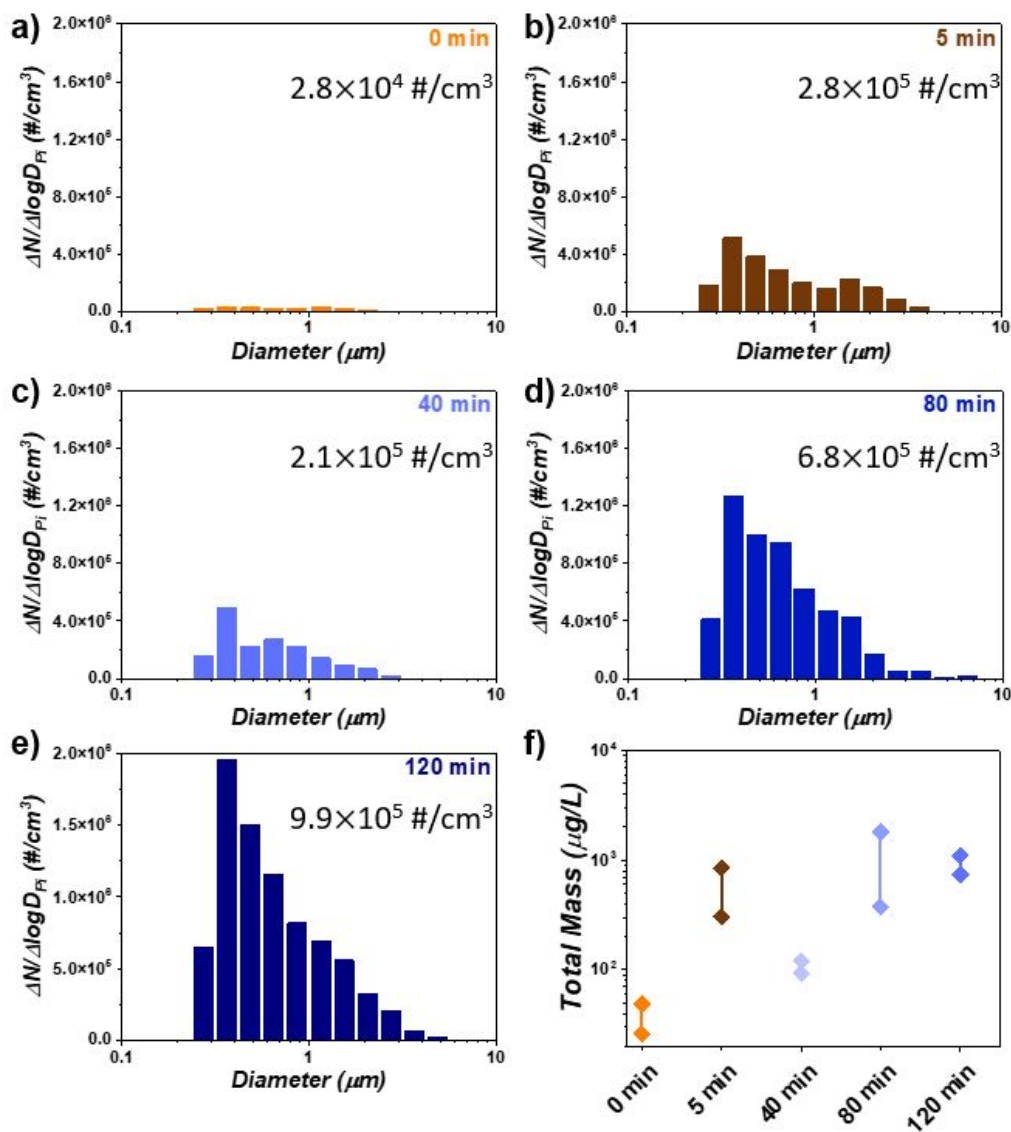 a)
0 min
2.8×10⁴ #/cm³
ΔN/ΔlogD_Pi (#/cm³)
2.0×10⁶
1.6×10⁶
1.2×10⁶
8.0×10⁵
4.0×10⁵
0.0
0.1 1 10
Diameter (μm)
b)
5 min
2.8×10⁵ #/cm³
ΔN/ΔlogD_Pi (#/cm³)
2.0×10⁶
1.6×10⁶
1.2×10⁶
8.0×10⁵
4.0×10⁵
0.0
0.1 1 10
Diameter (μm)
c)
40 min
2.1×10⁵ #/cm³
ΔN/ΔlogD_Pi (#/cm³)
2.0×10⁶
1.6×10⁶
1.2×10⁶
8.0×10⁵
4.0×10⁵
0.0
0.1 1 10
Diameter (μm)
d)
80 min
6.8×10⁵ #/cm³
ΔN/ΔlogD_Pi (#/cm³)
2.0×10⁶
1.6×10⁶
1.2×10⁶
8.0×10⁵
4.0×10⁵
0.0
0.1 1 10
Diameter (μm)
e)
120 min
9.9×10⁵ #/cm³
ΔN/ΔlogD_Pi (#/cm³)
2.0×10⁶
1.5×10⁶
1.0×10⁶
5.0×10⁵
0.0
0.1 1 10
Diameter (μm)
f)
Total Mass (μg/L)
10⁴
10³
10²
0 min
5 min
40 min
80 min
120 min